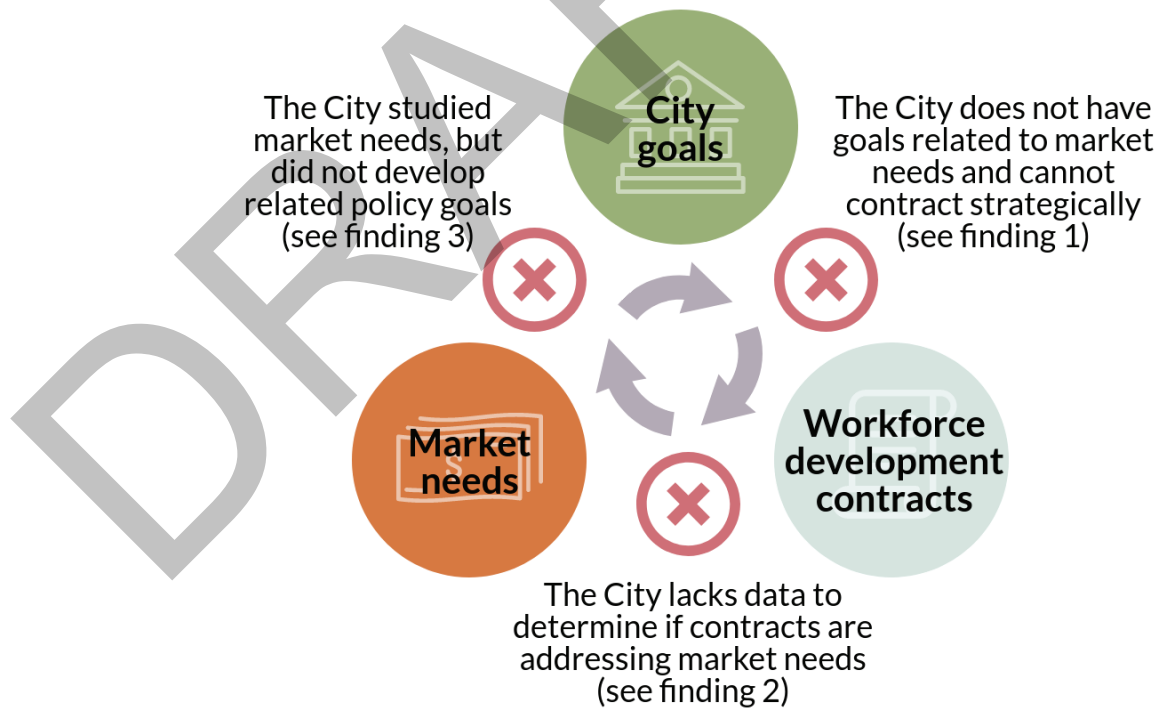 DRAF
City
goals
The City studied
market needs, but
did not develop
related policy goals
(see finding 3)
The City does not have
goals related to market
needs and cannot
contract strategically
(see finding 1)
Market
needs
$
Workforce
development
contracts
The City lacks data to
determine if contracts are
addressing market needs
(see finding 2)